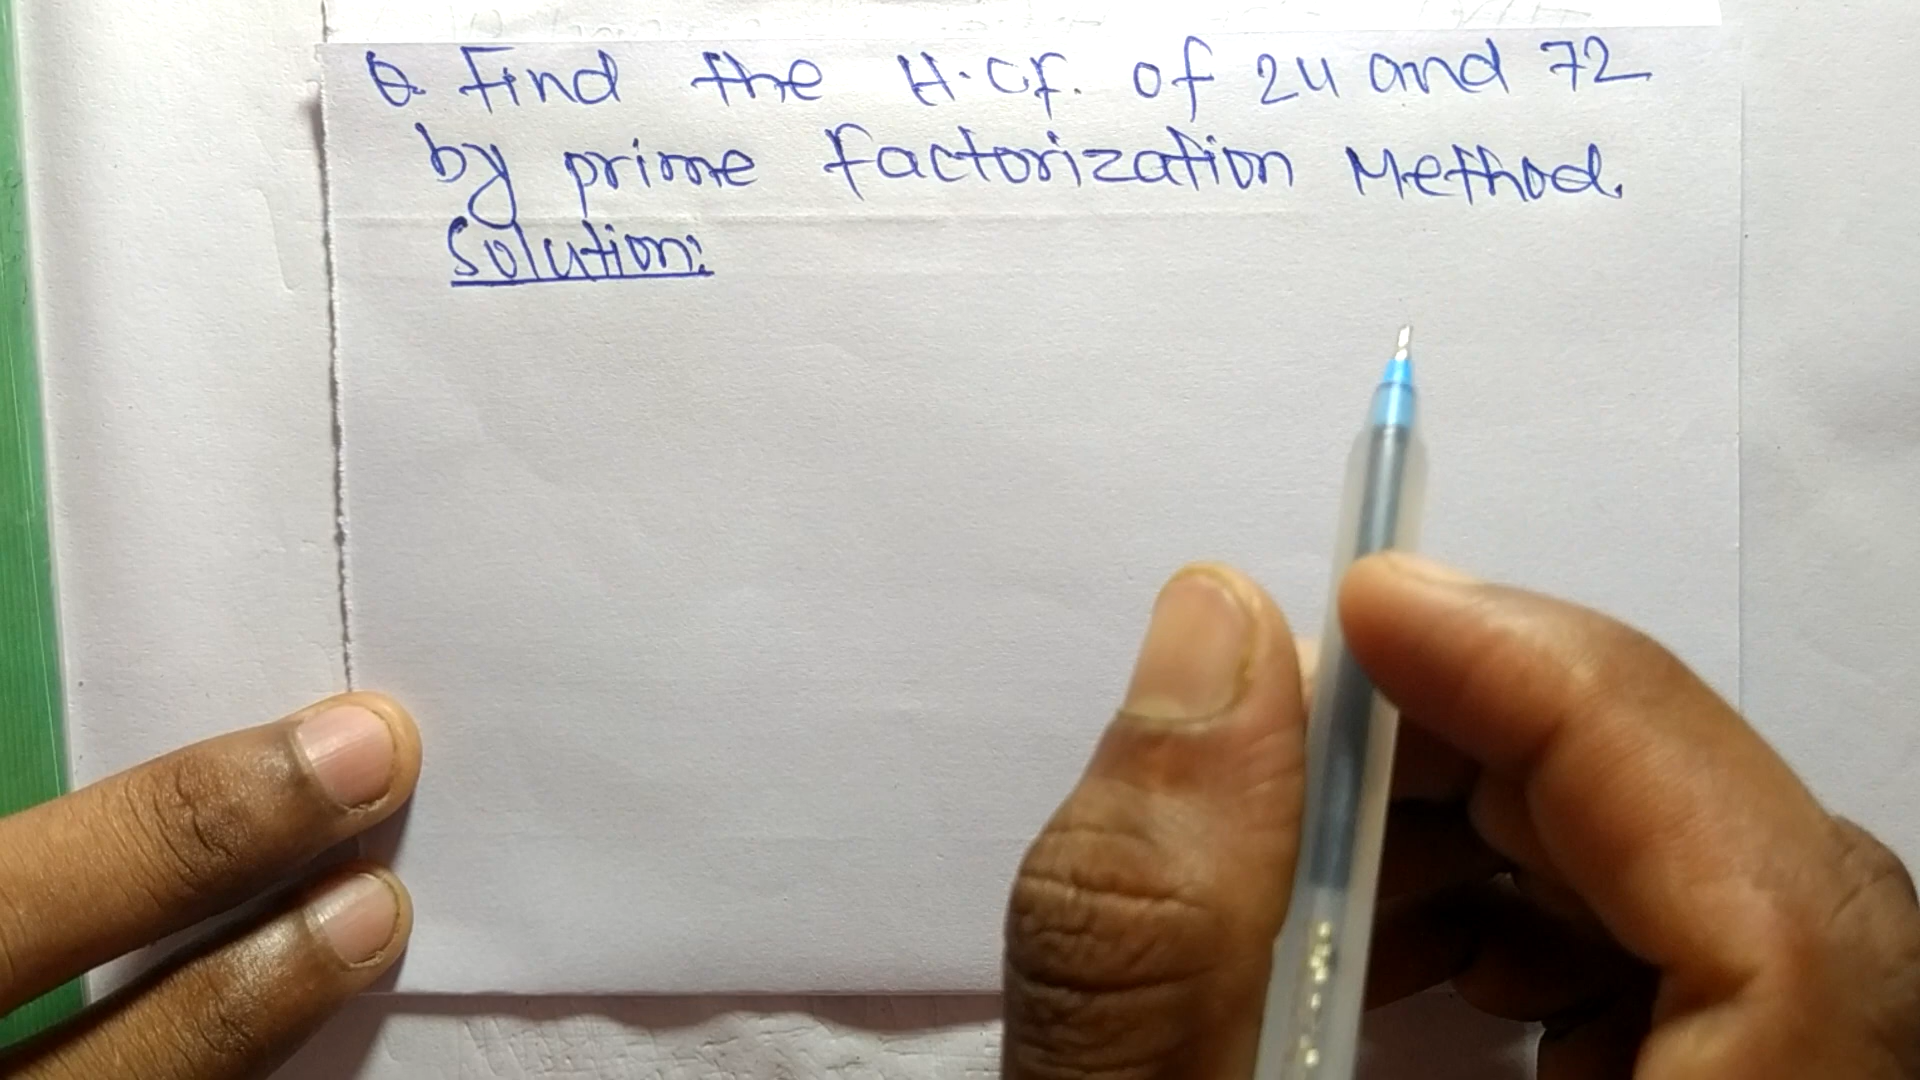 Q. Find the H.C.F. of 24 and 72
by prime factorization Method.
Solution: